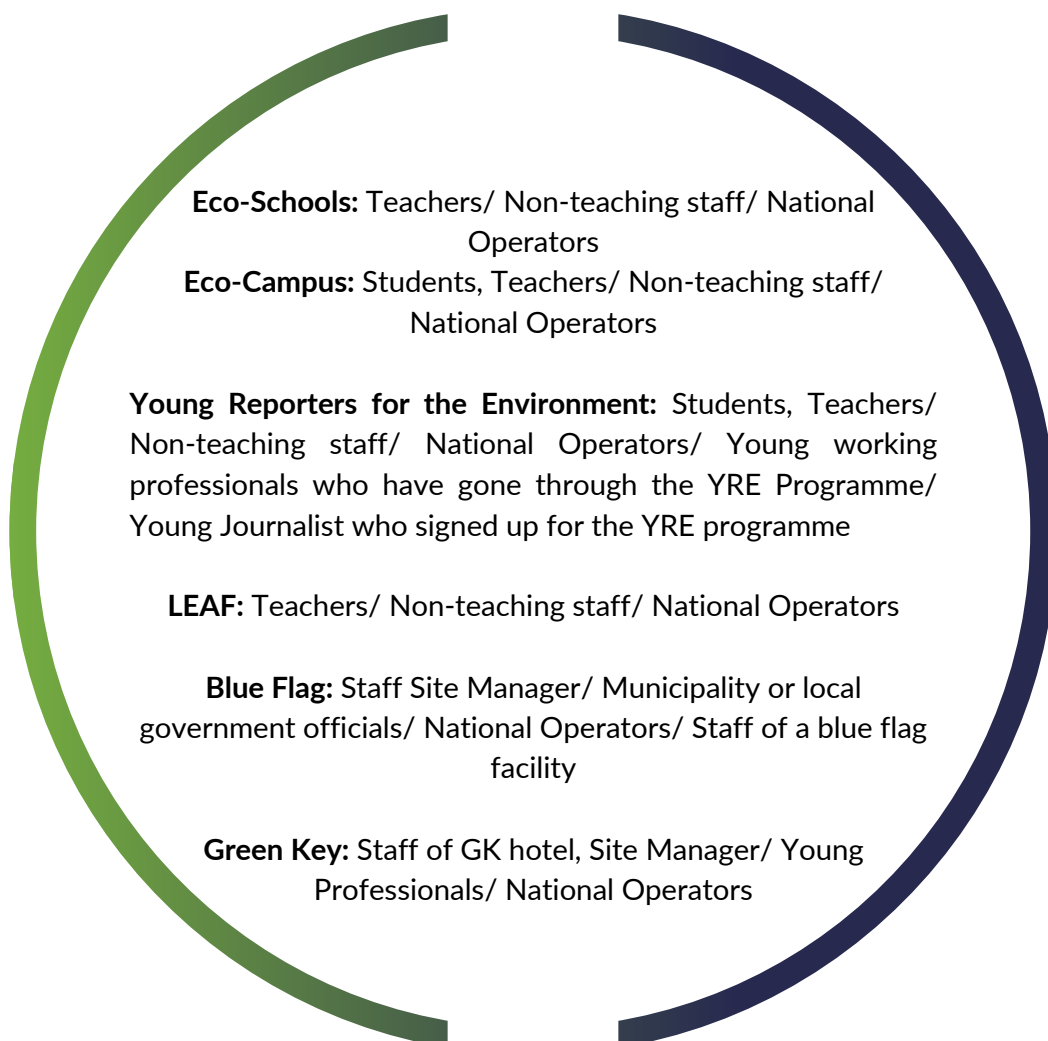 Eco-Schools: Teachers/ Non-teaching staff/ National
Operators
Eco-Campus: Students, Teachers/ Non-teaching staff/
National Operators
Young Reporters for the Environment: Students, Teachers/
Non-teaching staff/ National Operators/ Young working
professionals who have gone through the YRE Programme/
Young Journalist who signed up for the YRE programme
LEAF: Teachers/ Non-teaching staff/ National Operators
Blue Flag: Staff Site Manager/ Municipality or local
government officials/ National Operators/ Staff of a blue flag
facility
Green Key: Staff of GK hotel, Site Manager/ Young
Professionals/ National Operators